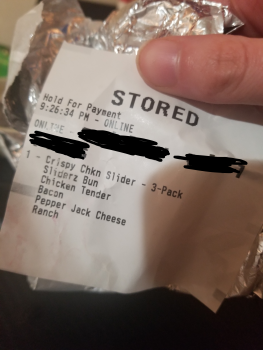 STORED
Hold For Payment
9:26:34 PM - ONLINE
ONLINE
1 - Crispy Chkn Slider - 3-Pack
Sliderz Bun
Chicken Tender
Bacon
Pepper Jack Cheese
Ranch